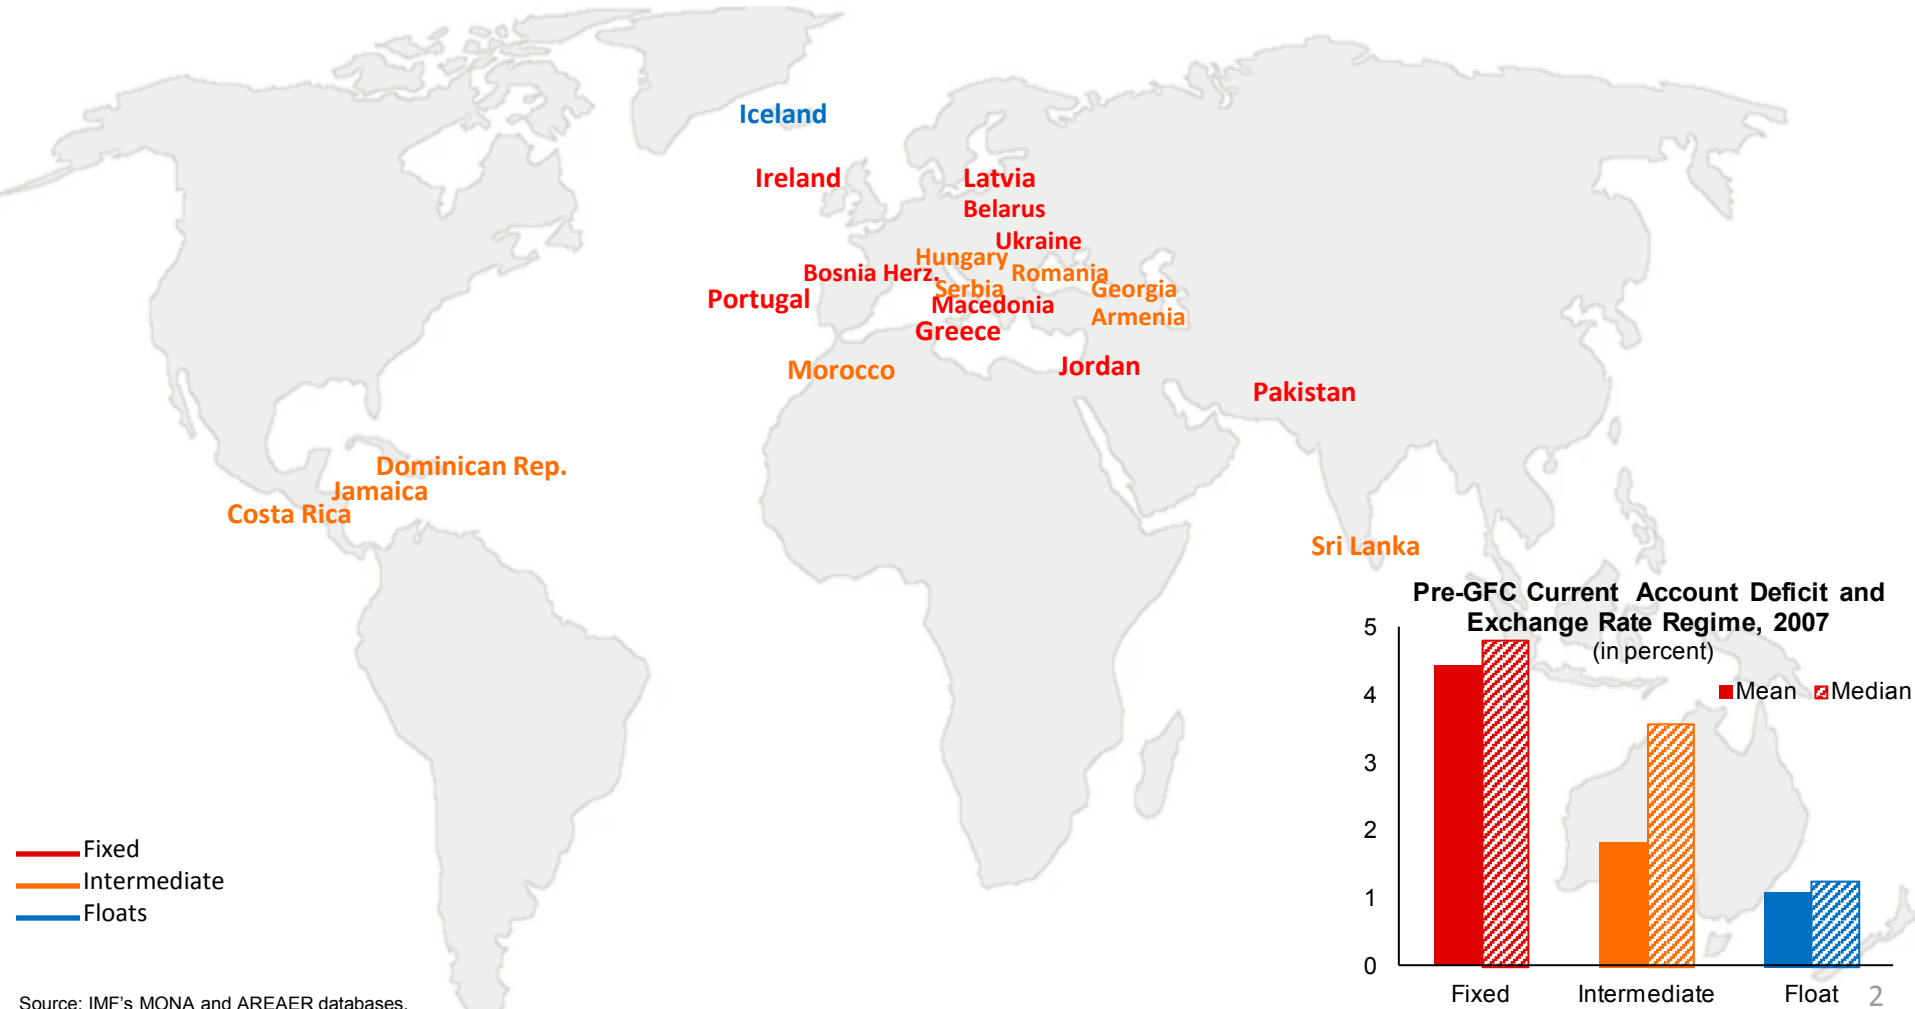 Iceland
Ireland
Latvia
Belarus
Ukraine
Hungary
Bosnia Herz.
Romania
Serbia
Georgia
Portugal
Macedonia
Armenia
Greece
Morocco
Jordan
Pakistan
Dominican Rep.
Jamaica
Costa Rica
Sri Lanka
Pre-GFC Current Account Deficit and
Exchange Rate Regime, 2007
(in percent)
Mean
Median
5
4
3
2
1
0
Fixed
Intermediate
Float
Fixed
Intermediate
Floats
Source: IMF's MONA and AREAER databases.
2